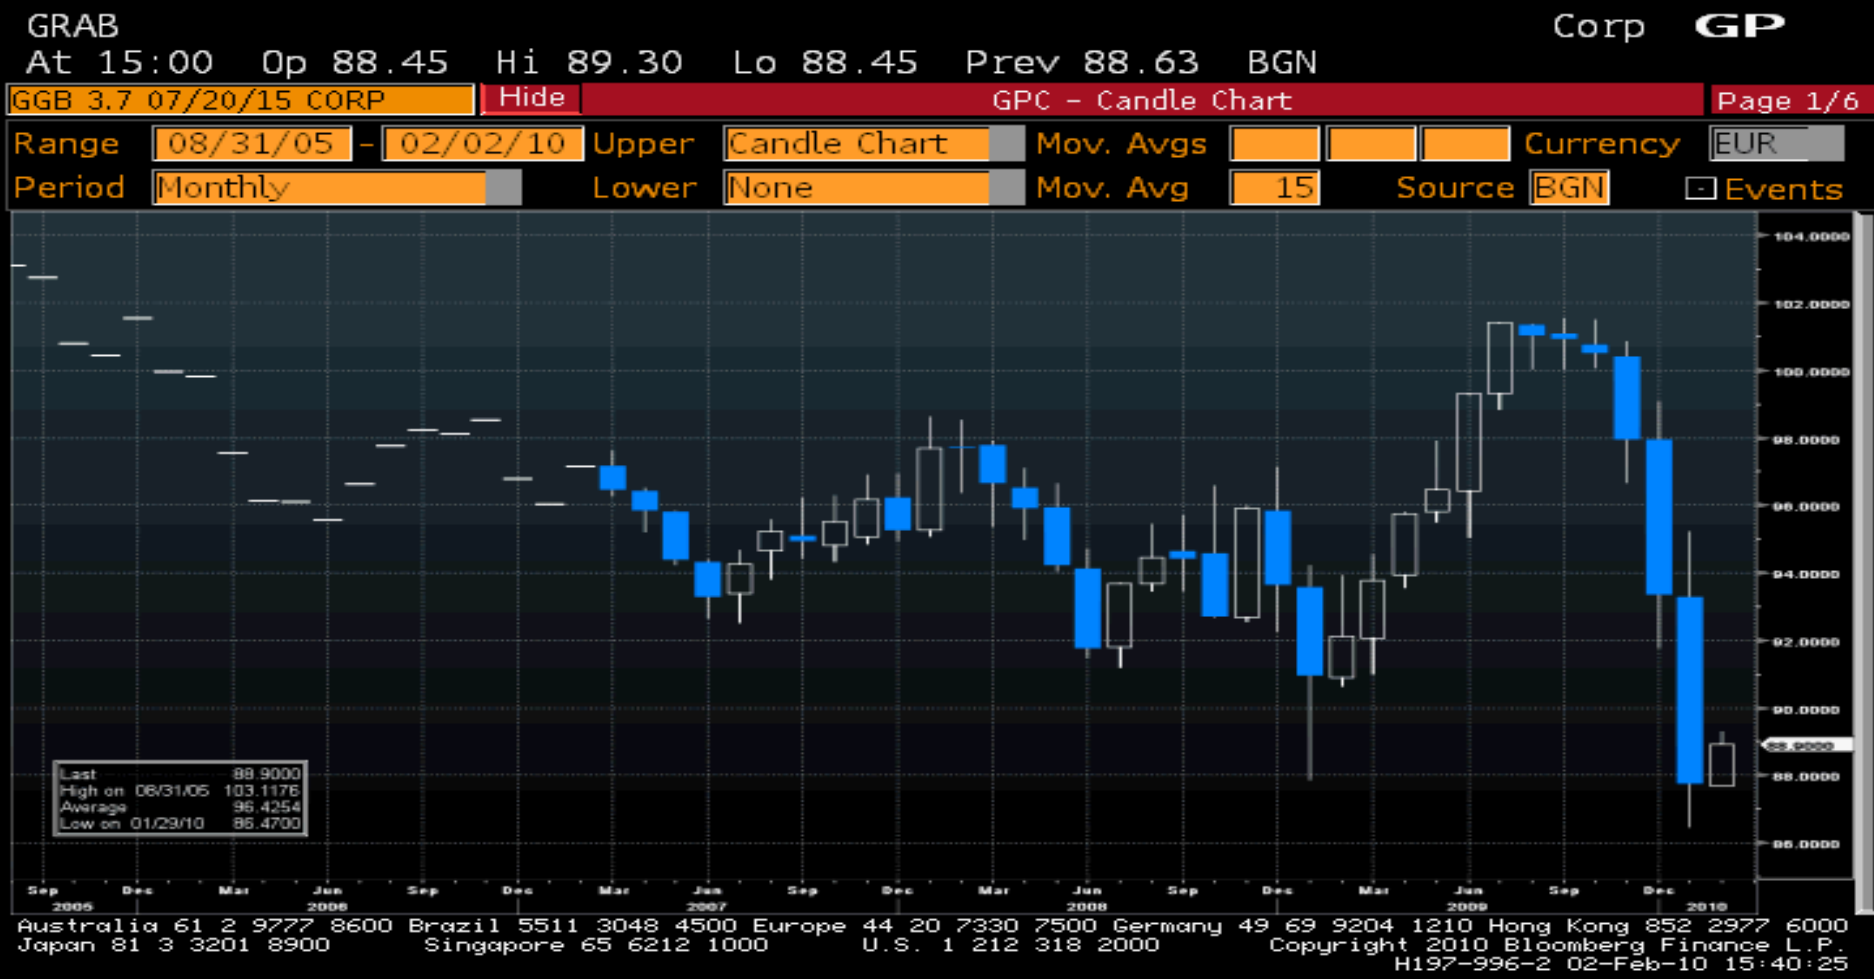 GRAB Corp GP
At 15:00 Op 88.45 Hi 89.30 Lo 88.45 Prev 88.63 BGN
GGB 3.7 07/20/15 CORP Hide GPC - Candle Chart Page 1/6
Range 08/31/05 - 02/02/10 Upper Candle Chart Mov. Avgs Currency EUR
Period Monthly Lower None Mov. Avg 15 Source BGN Events
104.0000
102.0000
100.0000
98.0000
96.0000
94.0000
92.0000
90.0000
88.9000
88.0000
86.0000
Last 88.9000
High on 08/31/05 103.1176
Average 96.4254
Low on 01/29/10 86.4700
Sep Dec Mar Jun Sep Dec Mar Jun Sep Dec Mar Jun Sep Dec Mar Jun Sep Dec
2005 2006 2007 2008 2009 2010
Australia 61 2 9777 8600 Brazil 5511 3048 4500 Europe 44 20 7330 7500 Germany 49 69 9204 1210 Hong Kong 852 2977 6000
Japan 81 3 3201 8900 Singapore 65 6212 1000 U.S. 1 212 318 2000 Copyright 2010 Bloomberg Finance L.P.
H197-996-2 02-Feb-10 15:40:25